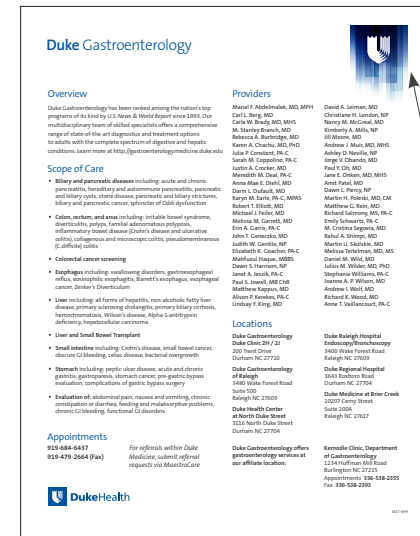 Duke Gastroenterology
Overview
Duke Gastroenterology has been ranked among the nation's top
programs of its kind by U.S. News & World Report since 1993. Our
multidisciplinary team of skilled specialists offers a comprehensive
range of state-of-the-art diagnostics and treatment options
to adults with the complete spectrum of digestive and hepatic
conditions. Learn more at http://gastroenterologymedicine.duke.edu
Scope of Care
• Biliary and pancreatic diseases including: acute and chronic
pancreatitis, hereditary and autoimmune pancreatitis, pancreatic
and biliary cysts, stone disease, pancreatic and biliary strictures,
biliary and pancreatic cancer, sphincter of Oddi dysfunction
• Colon, rectum, and anus including: irritable bowel syndrome,
diverticulitis, polyps, familial adenomatous polyposis,
inflammatory bowel disease (Crohn's disease and ulcerative
colitis), collagenous and microscopic colitis, pseudomembranous
(C.difficile) colitis
• Colorectal cancer screening
• Esophagus including: swallowing disorders, gastroesophageal
reflux, eosinophilic esophagitis, Barrett's esophagus, esophageal
cancer, Zenker's Diverticulum
• Liver including: all forms of hepatitis, non-alcoholic fatty liver
disease, primary sclerosing cholangitis, primary biliary cirrhosis,
hemochromatosis, Wilson's disease, Alpha-1-antitrypsin
deficiency, hepatocellular carcinoma
• Liver and Small Bowel Transplant
• Small intestine including: Crohn's disease, small bowel cancer,
obscure GI bleeding, celiac disease, bacterial overgrowth
• Stomach including: peptic ulcer disease, acute and chronic
gastritis, gastroparesis, stomach cancer, pre-gastric bypass
evaluation, complications of gastric bypass surgery
• Evaluation of: abdominal pain, nausea and vomiting, chronic
constipation or diarrhea, feeding and malabsorptive problems,
chronic GI bleeding, functional GI disorders
Appointments
919-684-6437
919-479-2664 (Fax)
For referrals within Duke
Medicine, submit referral
requests via MaestroCare
DukeHealth
Providers
Manal F. Abdelmalek, MD, MPH
Carl L. Berg, MD
Carla W. Brady, MD, MHS
M. Stanley Branch, MD
Rebecca A. Burbridge, MD
Karen A. Chachu, MD, PhD
Julia P. Constant, PA-C
Sarah M. Coppolino, PA-C
Justin A. Crocker, MD
Meredith M. Deal, PA-C
Anna Mae E. Diehl, MD
Darin L. Dufault, MD
Karyn M. Earle, PA-C, MPAS
Robert T. Elliott, MD
Michael J. Feiler, MD
Melissa M. Garrett, MD
Erin A. Garris, PA-C
John T. Geneczko, MD
Judith W. Gentile, NP
Elizabeth K. Goacher, PA-C
Mahfuzul Haque, MBBS
Dawn S. Harrison, NP
Janet A. Jezsik, PA-C
Paul S. Jowell, MB ChB
Matthew Kappus, MD
Alison P. Kerekes, PA-C
Lindsay Y. King, MD
David A. Leiman, MD
Christiane H. London, NP
Nancy M. McGreal, MD
Kimberly A. Mills, NP
Jill Moore, MD
Andrew J. Muir, MD, MHS
Ashley D. Neville, NP
Jorge V. Obando, MD
Paul Y. Oh, MD
Jane E. Onken, MD, MHS
Amit Patel, MD
Dawn L. Piercy, NP
Martin H. Poleski, MD, CM
Matthew G. Rein, MD
Richard Salmony, MS, PA-C
Emily Schwartz, PA-C
M. Cristina Segovia, MD
Rahul A. Shimpi, MD
Martin U. Skulskie, MD
Melissa Teitelman, MD, MS
Daniel M. Wild, MD
Julius M. Wilder, MD, PhD
Stephanie Williams, PA-C
Joanne A. P. Wilson, MD
Andrew J. Wolf, MD
Richard K. Wood, MD
Anne T. Vaillancourt, PA-C
Locations
Duke Gastroenterology
Duke Clinic 2H / 2J
200 Trent Drive
Durham NC 27710
Duke Gastroenterology
of Raleigh
3480 Wake Forest Road
Suite 500
Raleigh NC 27609
Duke Health Center
at North Duke Street
3116 North Duke Street
Durham NC 27704
Duke Raleigh Hospital
Endoscopy/Bronchoscopy
3400 Wake Forest Road
Raleigh NC 27609
Duke Regional Hospital
3643 Roxboro Road
Durham NC 27704
Duke Medicine at Brier Creek
10207 Cerny Street
Suite 200A
Raleigh NC 27617
Duke Gastroenterology offers
gastroenterology services at
our affiliate location:
Kernodle Clinic, Department
of Gastroenterology
1234 Huffman Mill Road
Burlington NC 27215
Appointments 336-538-2355
Fax 336-538-2393